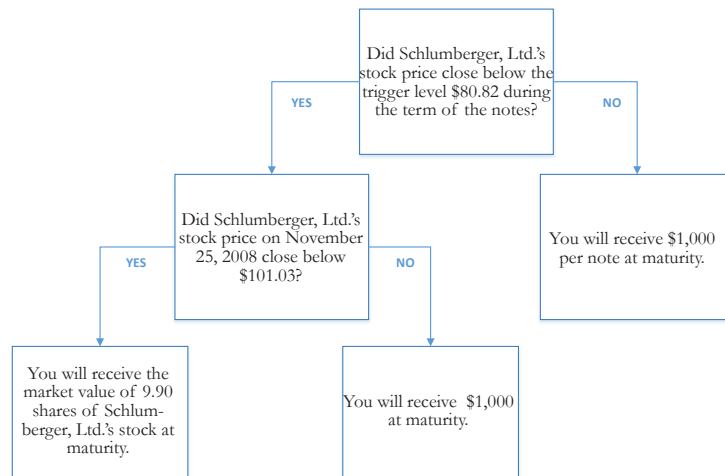 Did Schlumberger, Ltd.'s
stock price close below the
trigger level $80.82 during
the term of the notes?
YES
NO
Did Schlumberger, Ltd.'s
stock price on November
25, 2008 close below
$101.03?
You will receive $1,000
per note at maturity.
YES
NO
You will receive the
market value of 9.90
shares of Schlum-
berger, Ltd.'s stock at
maturity.
You will receive $1,000
at maturity.